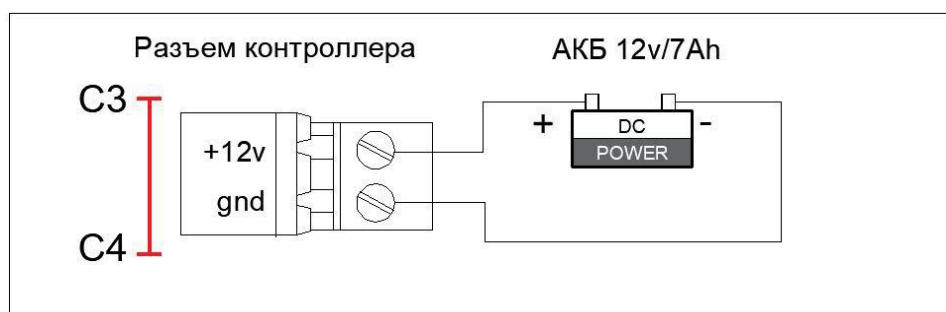 Разъем контроллера
АКБ 12v/7Ah
C3
+12v
gnd
C4
+
DC
-
POWER